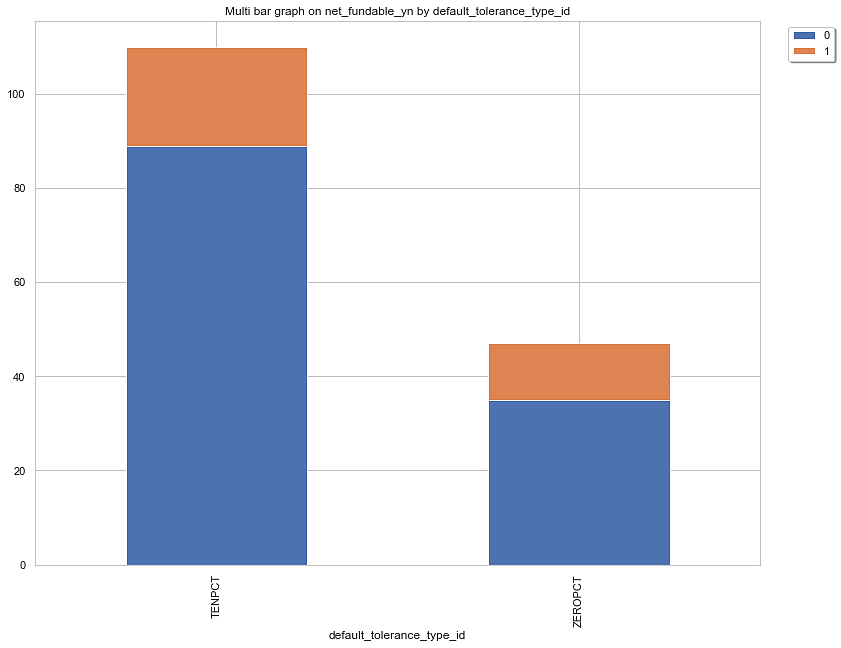 Multi bar graph on net_fundable_yn by default_tolerance_type_id
0
1
100
80
60
40
20
0
TENPCT
ZEROPCT
default_tolerance_type_id